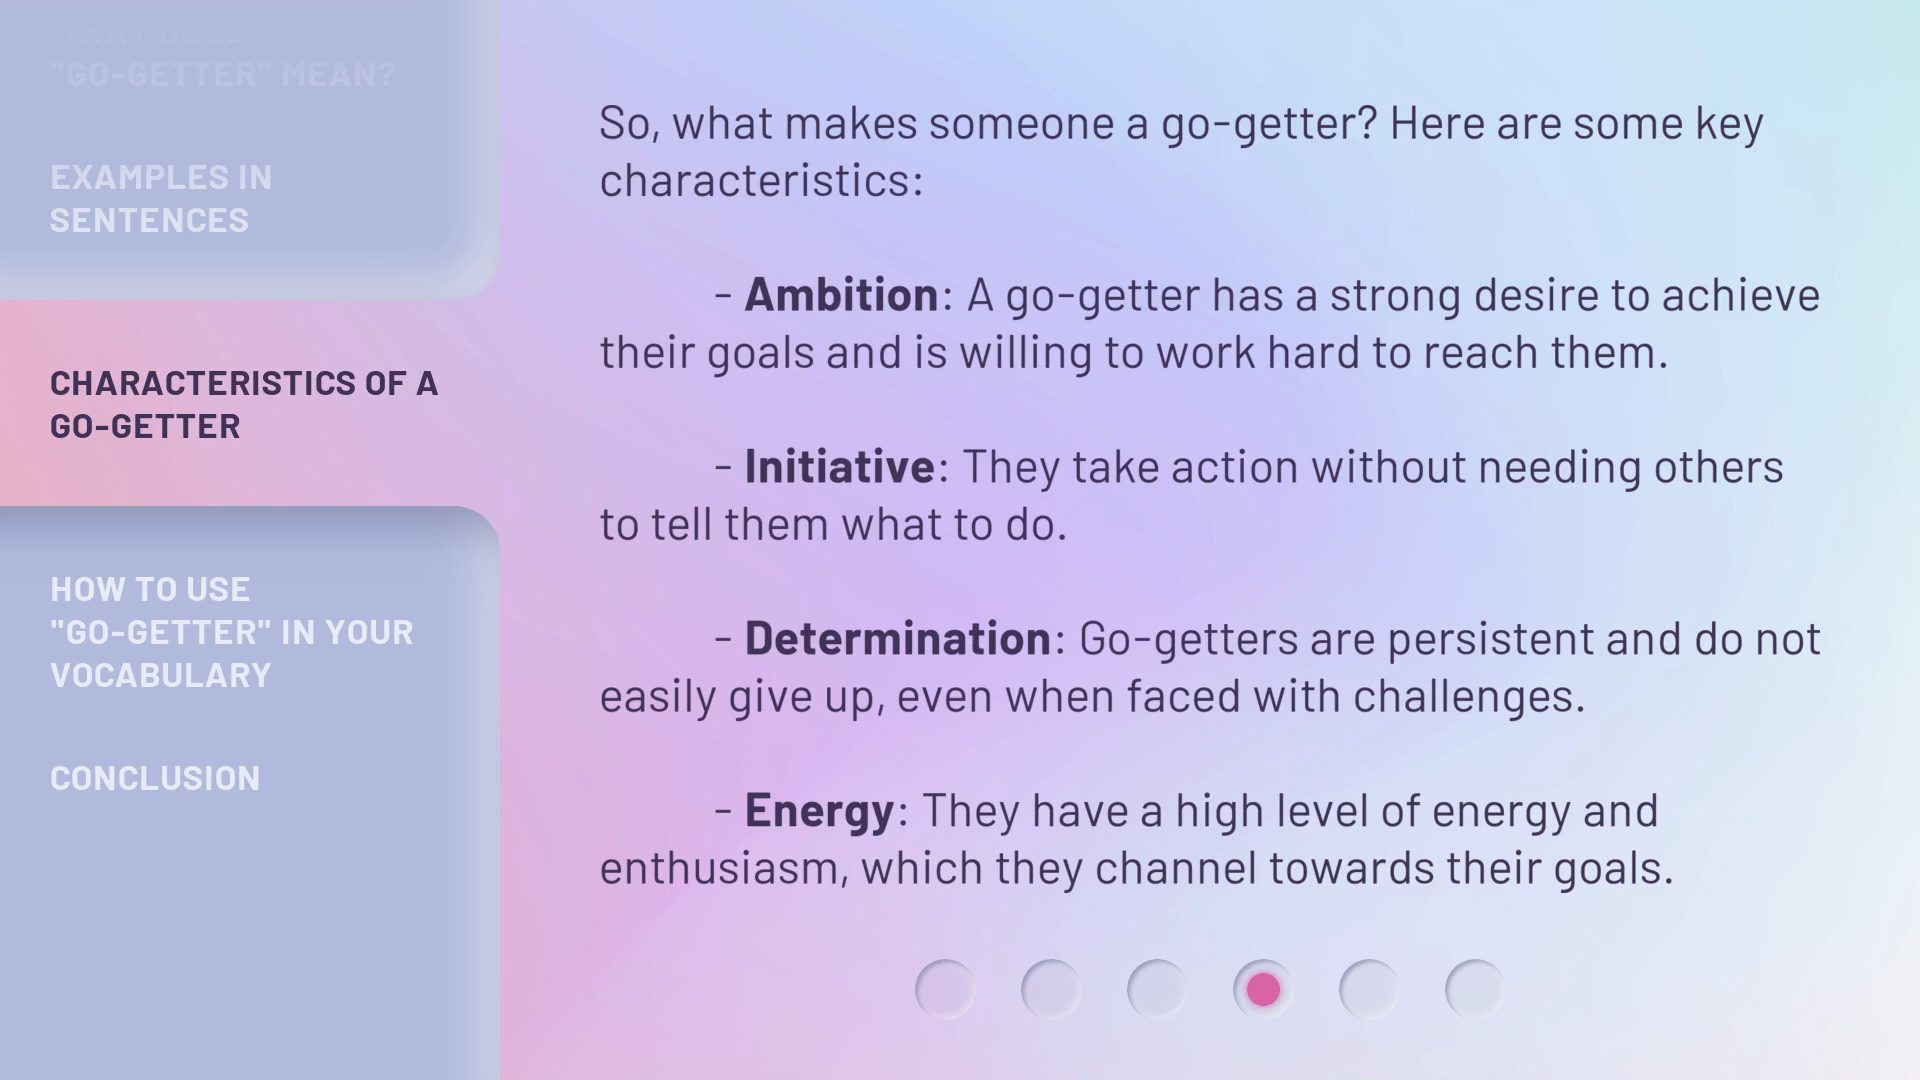 WHAT DOES
"GO-GETTER" MEAN?
EXAMPLES IN
SENTENCES
CHARACTERISTICS OF A
GO-GETTER
HOW TO USE
"GO-GETTER" IN YOUR
VOCABULARY
CONCLUSION
So, what makes someone a go-getter? Here are some key
characteristics:
- Ambition: A go-getter has a strong desire to achieve
their goals and is willing to work hard to reach them.
- Initiative: They take action without needing others
to tell them what to do.
- Determination: Go-getters are persistent and do not
easily give up, even when faced with challenges.
- Energy: They have a high level of energy and
enthusiasm, which they channel towards their goals.